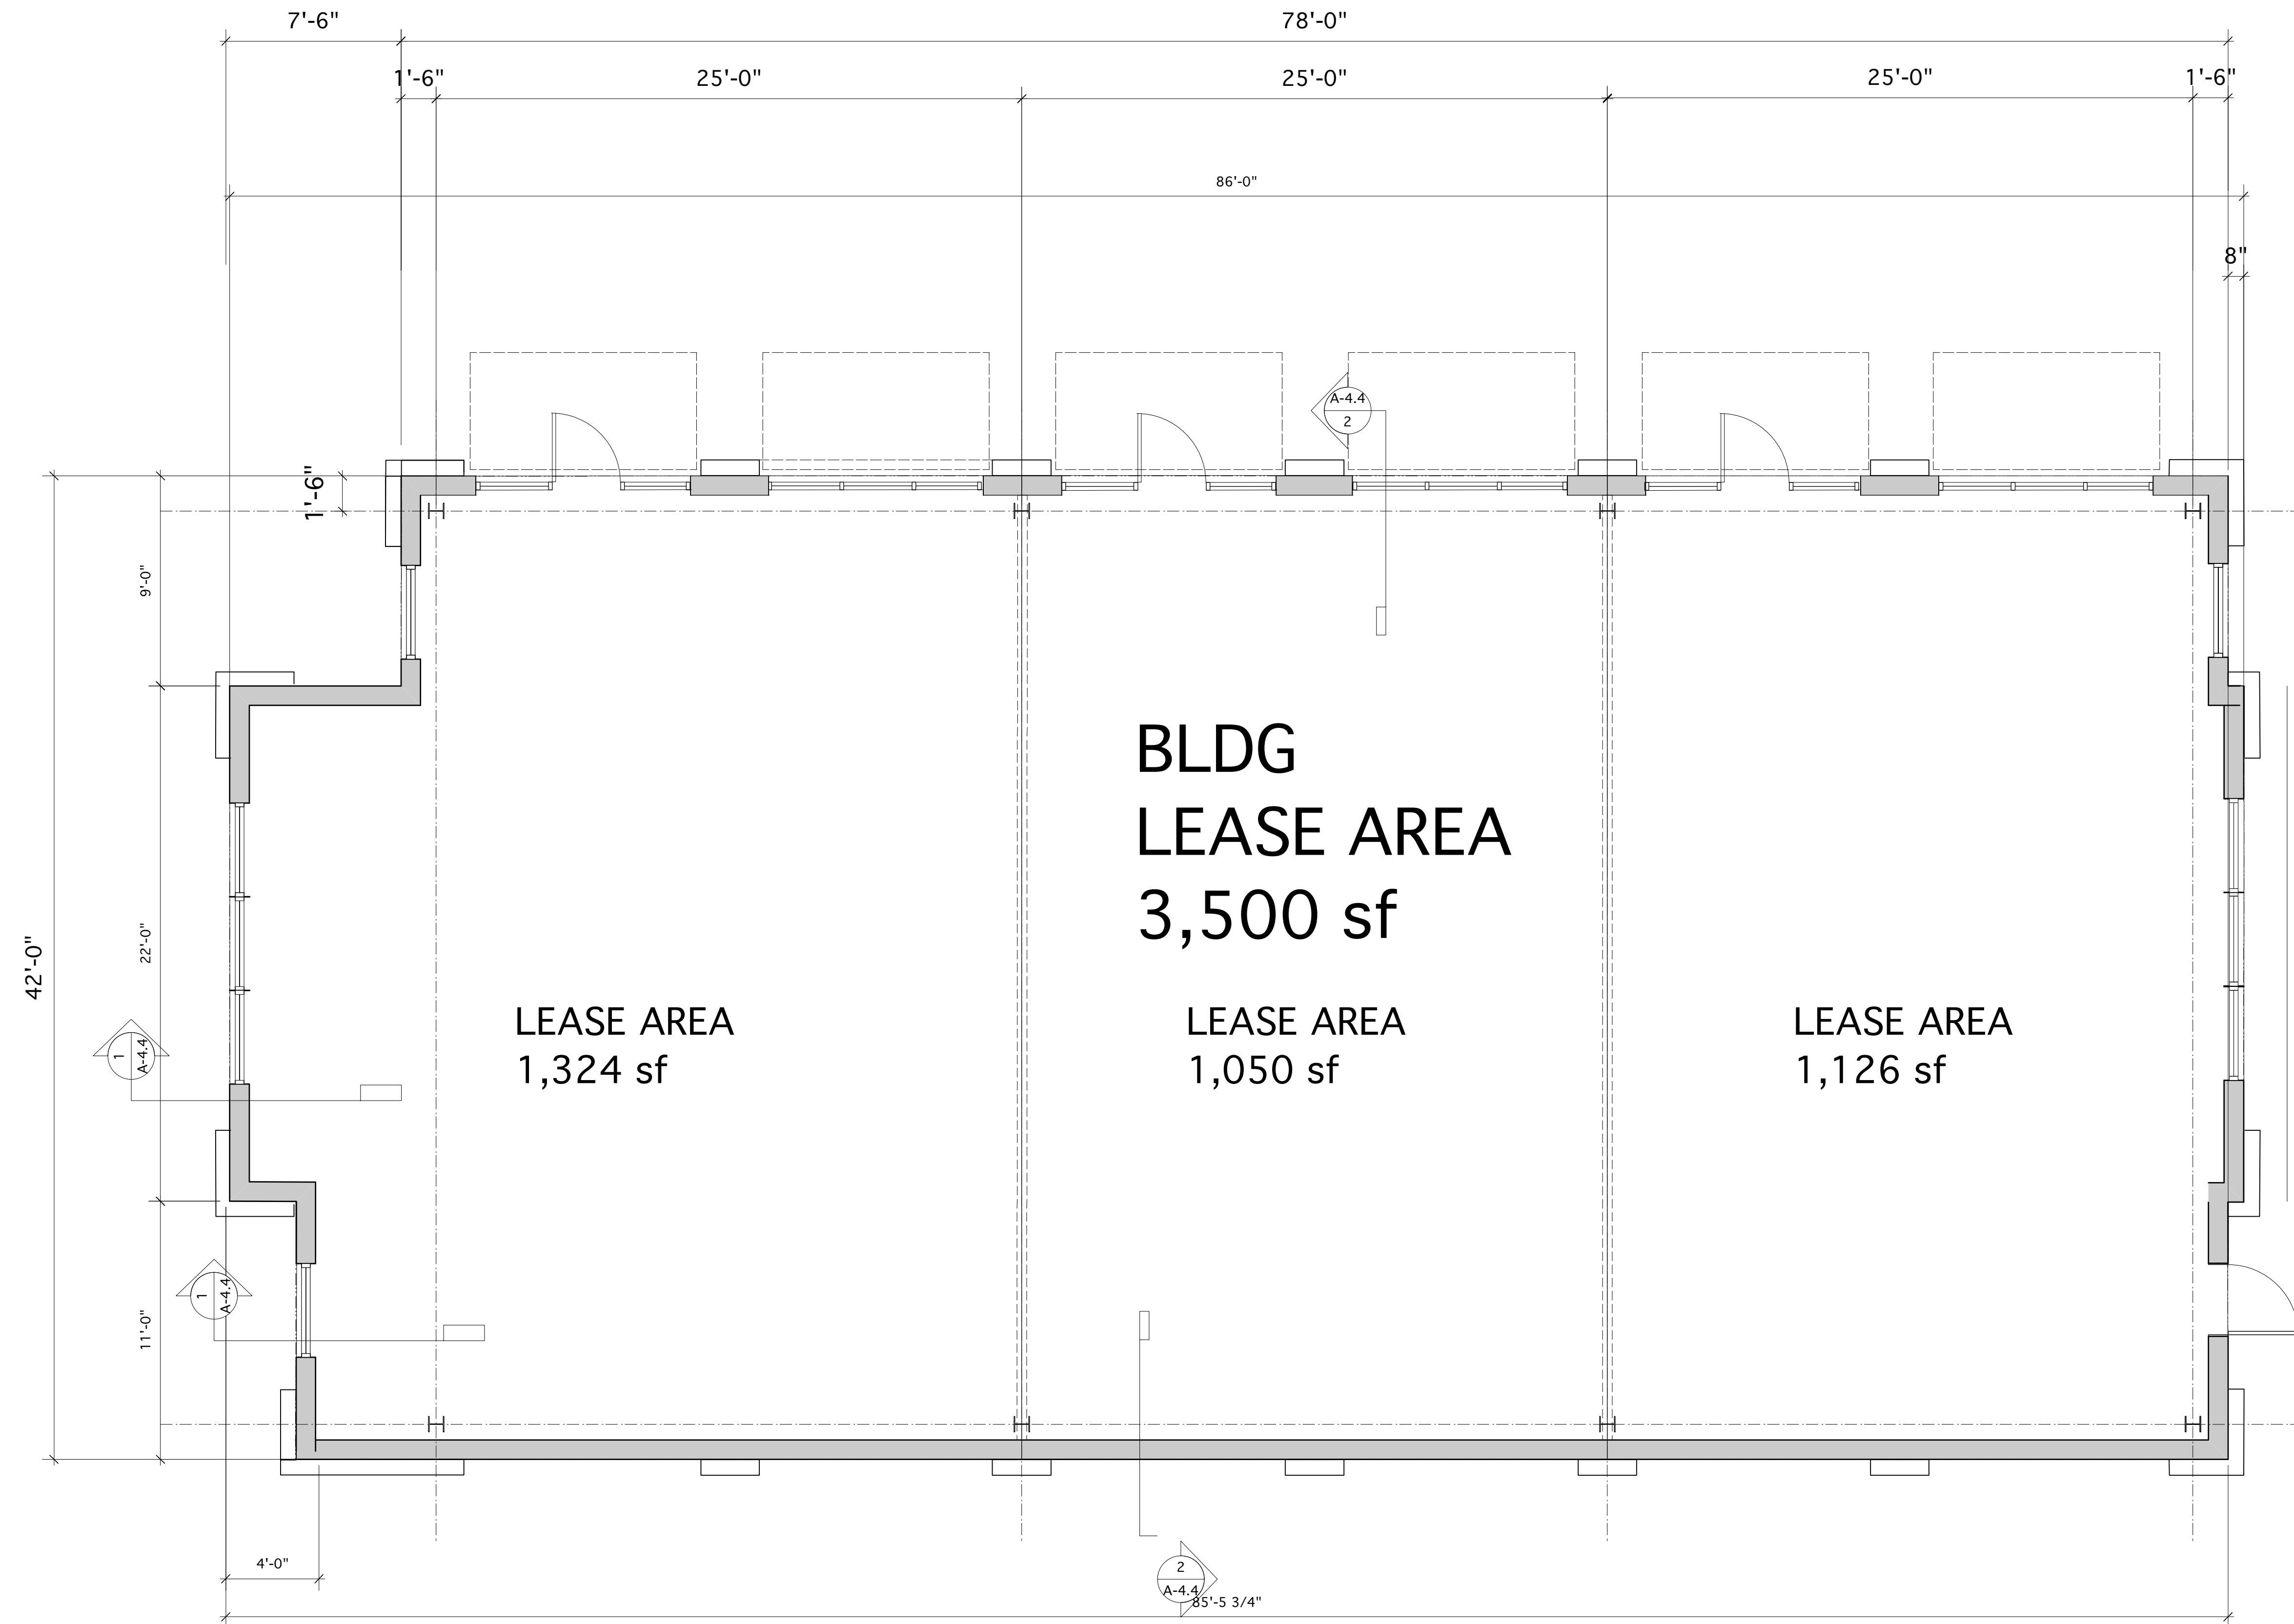 7'-6"
78'-0"
1'-6"
25'-0"
25'-0"
25'-0"
1'-6"
86'-0"
8"
A-4.4
2
1'-6"
9'-0"
BLDG
LEASE AREA
3,500 sf
22'-0"
42'-0"
LEASE AREA
1,324 sf
LEASE AREA
1,050 sf
LEASE AREA
1,126 sf
1
A-4.4
1
A-4.4
11'-0"
4'-0"
2
A-4.4
85'-5 3/4"